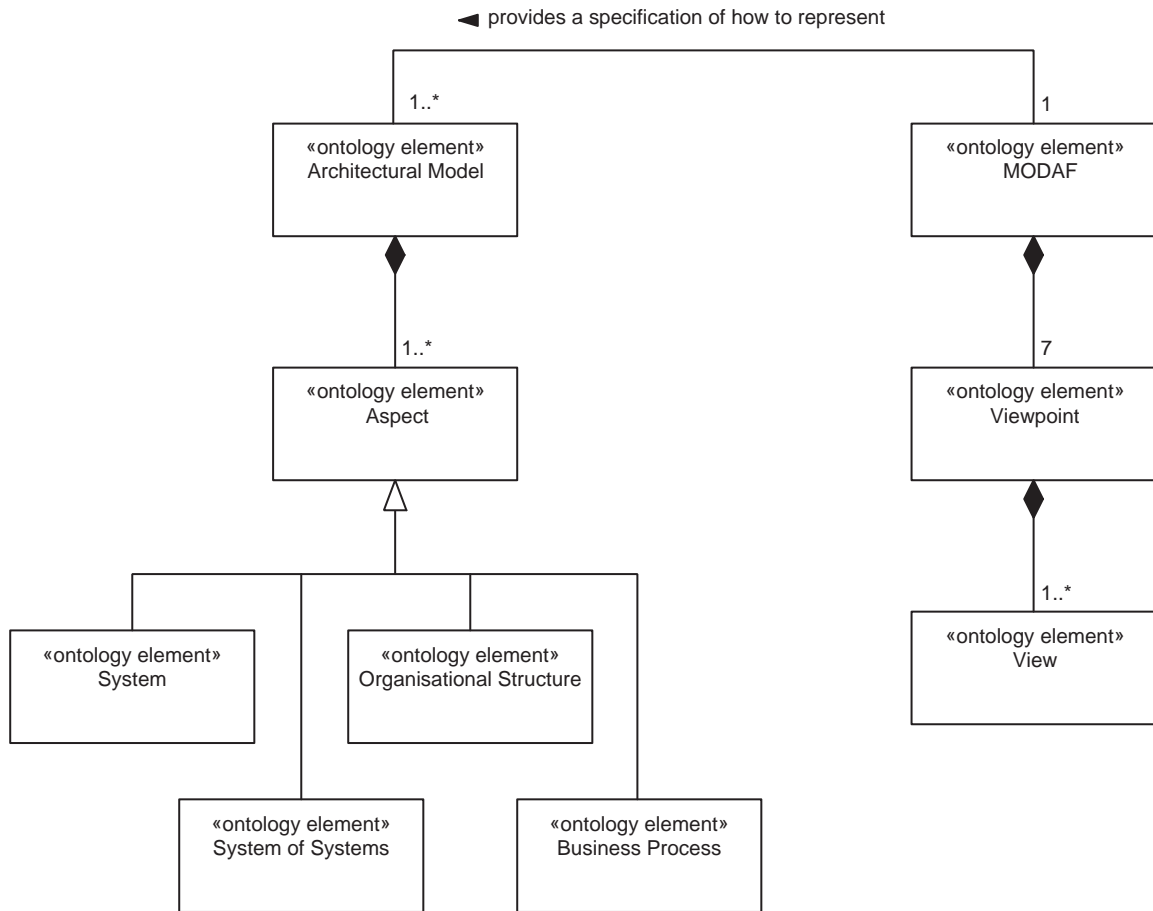 ◄ provides a specification of how to represent
1..*
1
«ontology element»
Architectural Model
«ontology element»
MODAF
1..*
7
«ontology element»
Aspect
«ontology element»
Viewpoint
1..*
«ontology element»
System
«ontology element»
Organisational Structure
«ontology element»
View
«ontology element»
System of Systems
«ontology element»
Business Process